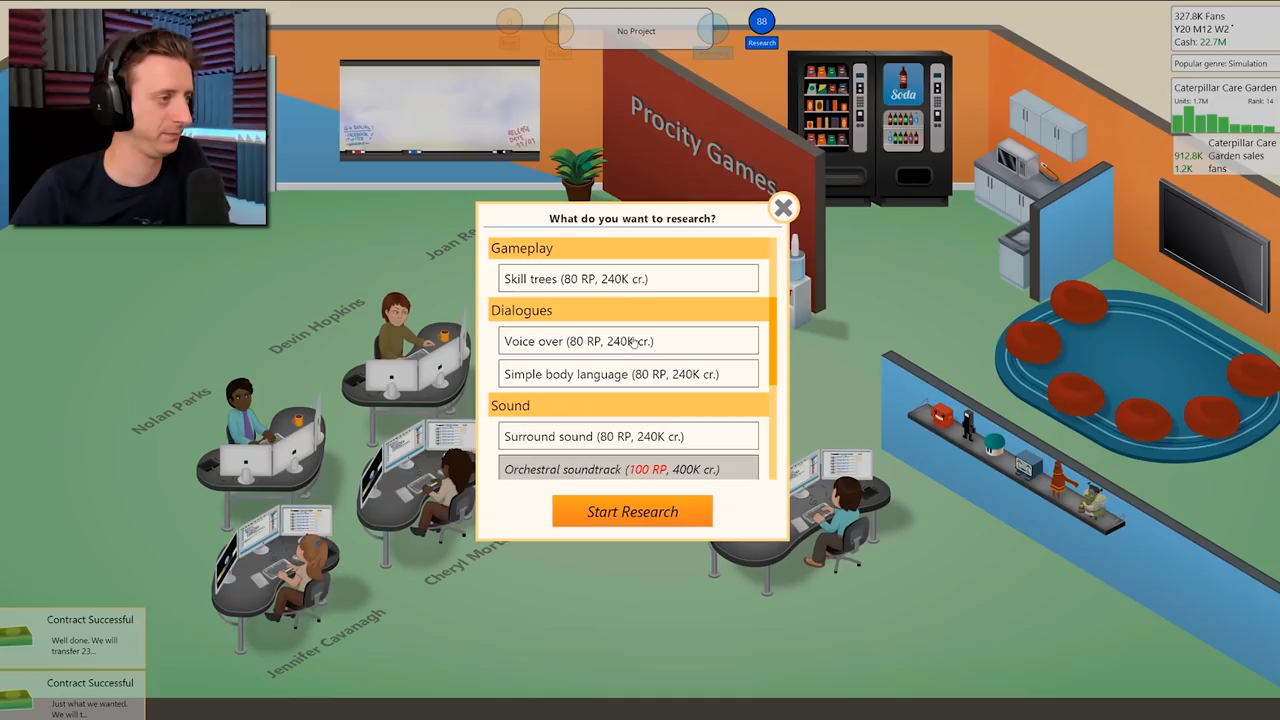 No Project
88
Research
327.8K Fans
Y20 M12 W2
Cash: 22.7M
Popular genre: Simulation
Caterpillar Care Garden
Units: 1.7M Rank: 14
912.8K Caterpillar Care
Garden sales
1.2K fans
Procity Games
Soda
What do you want to research?
Gameplay
Skill trees (80 RP, 240K cr.)
Dialogues
Voice over (80 RP, 240K cr.)
Simple body language (80 RP, 240K cr.)
Sound
Surround sound (80 RP, 240K cr.)
Orchestral soundtrack (100 RP, 400K cr.)
Start Research
Joan Re
Devin Hopkins
Nolan Parks
Cheryl Mor
Jennifer Cavanagh
Contract Successful
Well done. We will
transfer 23...
Contract Successful
Just what we wanted.
We will t...